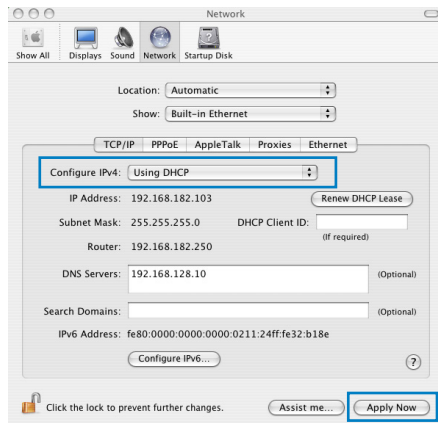 Network
Show All Displays Sound Network Startup Disk
Location: Automatic
Show: Built-in Ethernet
TCP/IP PPPoE AppleTalk Proxies Ethernet
Configure IPv4: Using DHCP
IP Address: 192.168.182.103 Renew DHCP Lease
Subnet Mask: 255.255.255.0 DHCP Client ID:
(If required)
Router: 192.168.182.250
DNS Servers: 192.168.128.10 (Optional)
Search Domains: (Optional)
IPv6 Address: fe80:0000:0000:0000:0211:24ff:fe32:b18e
Configure IPv6... ?
Click the lock to prevent further changes. Assist me... Apply Now